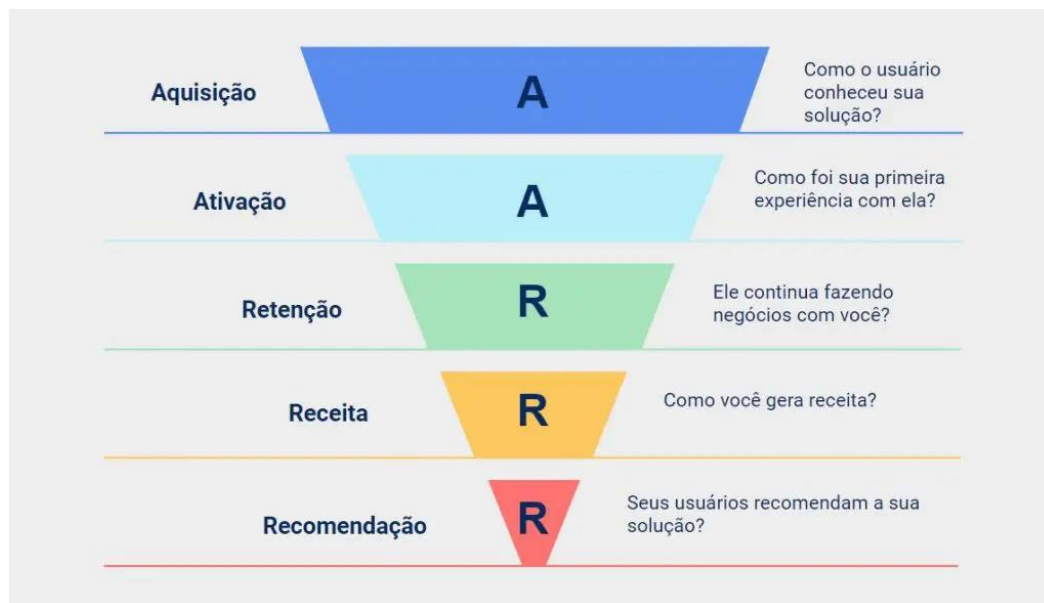 Aquisição
A
Como o usuário
conheceu sua
solução?
Ativação
A
Como foi sua primeira
experiência com ela?
Retenção
R
Ele continua fazendo
negócios com você?
Receita
R
Como você gera receita?
Recomendação
R
Seus usuários recomendam a sua
solução?